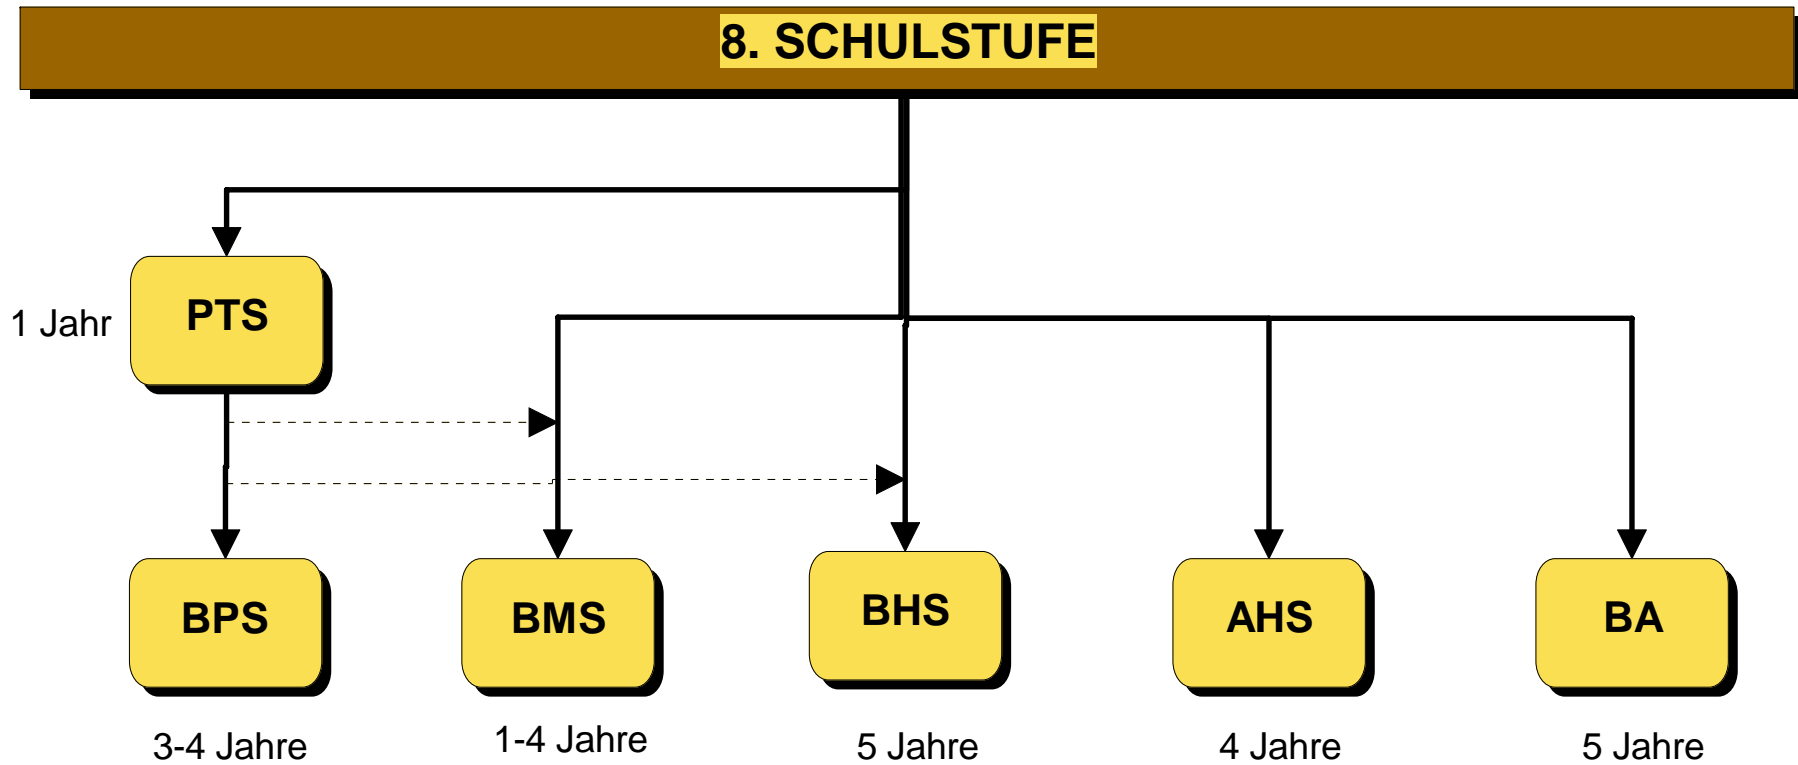 8. SCHULSTUFE
1 Jahr
PTS
BPS
BMS
BHS
AHS
BA
3-4 Jahre
1-4 Jahre
5 Jahre
4 Jahre
5 Jahre